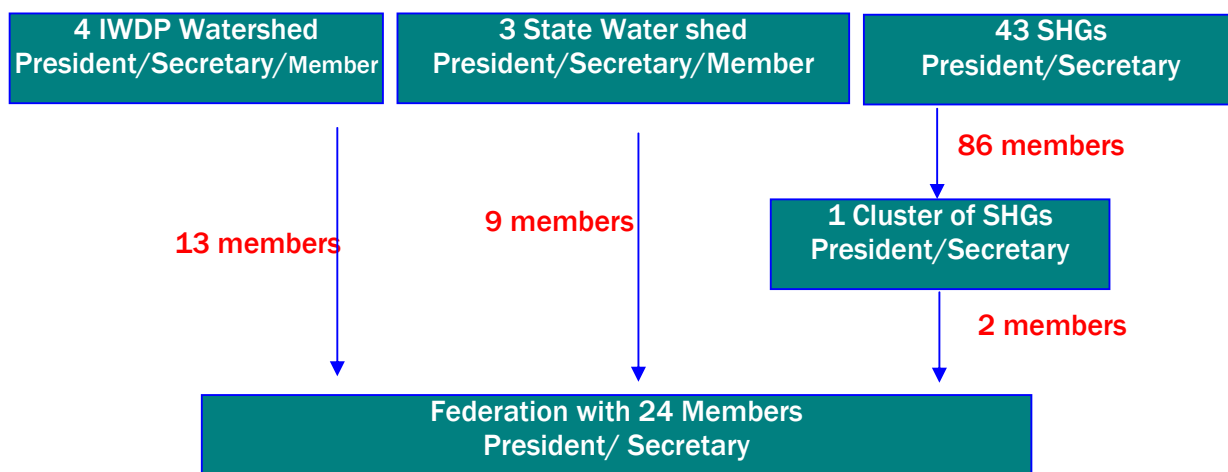 4 IWDP Watershed
President/Secretary/Member
3 State Water shed
President/Secretary/Member
43 SHGs
President/Secretary
86 members
1 Cluster of SHGs
President/Secretary
13 members
9 members
2 members
Federation with 24 Members
President/ Secretary